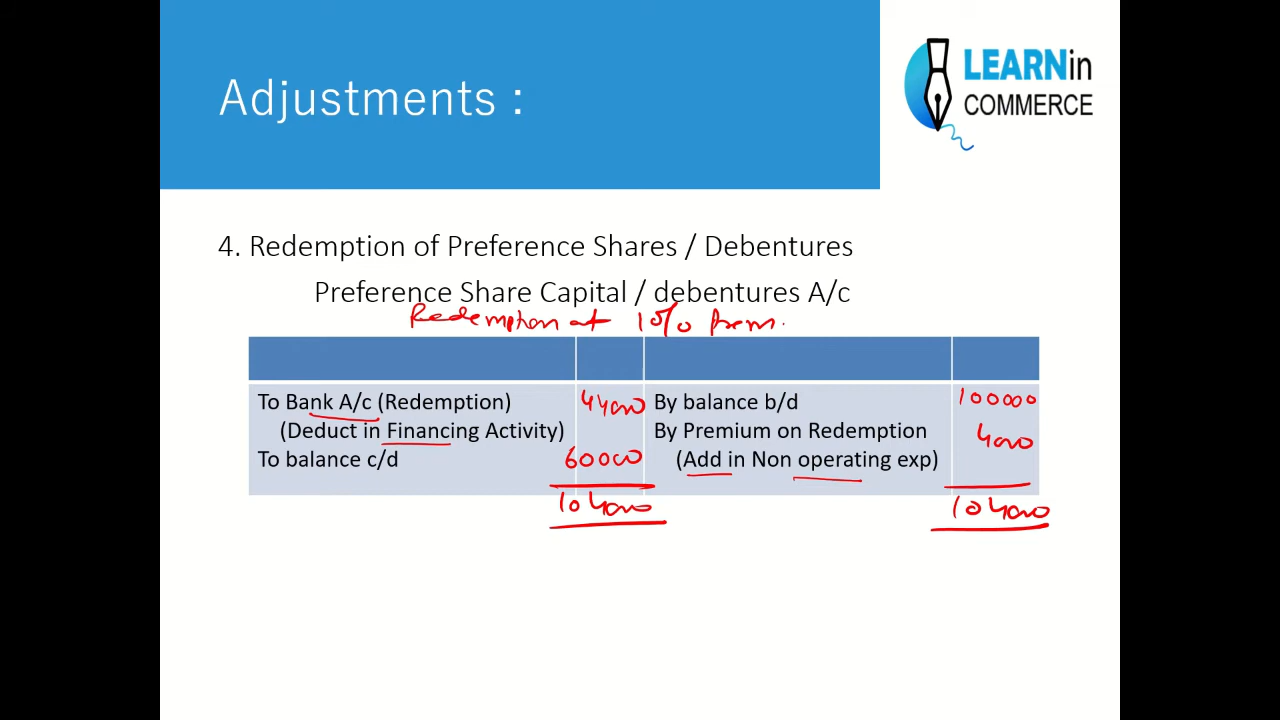 Adjustments :
LEARNin
COMMERCE
4. Redemption of Preference Shares / Debentures
Preference Share Capital / debentures A/c
Redemption at 10% Prem.
To Bank A/c (Redemption) 44000 By balance b/d 100000
(Deduct in Financing Activity) By Premium on Redemption 4000
To balance c/d 60000 (Add in Non operating exp)
104000 104000